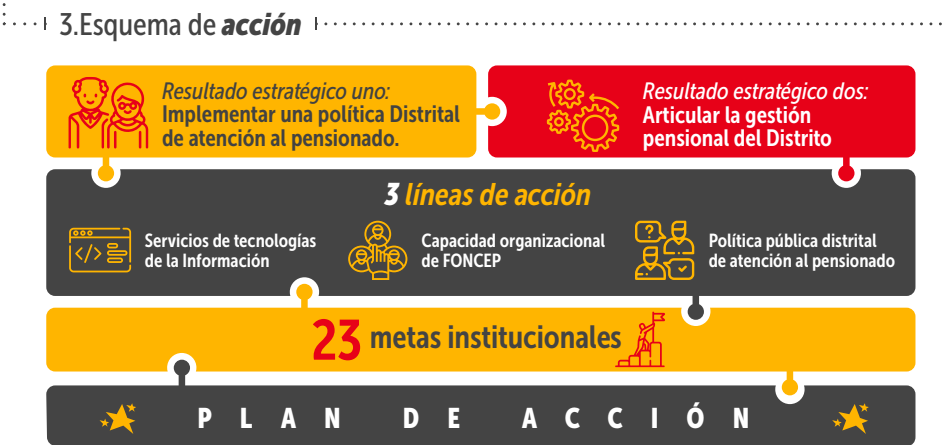 3.Esquema de acción
Resultado estratégico uno:
Implementar una política Distrital
de atención al pensionado.
Resultado estratégico dos:
Articular la gestión
pensional del Distrito
3 líneas de acción
</>
Servicios de tecnologías
de la Información
Capacidad organizacional
de FONCEP
?
Política pública distrital
de atención al pensionado
23 metas institucionales
PLAN DE ACCIÓN